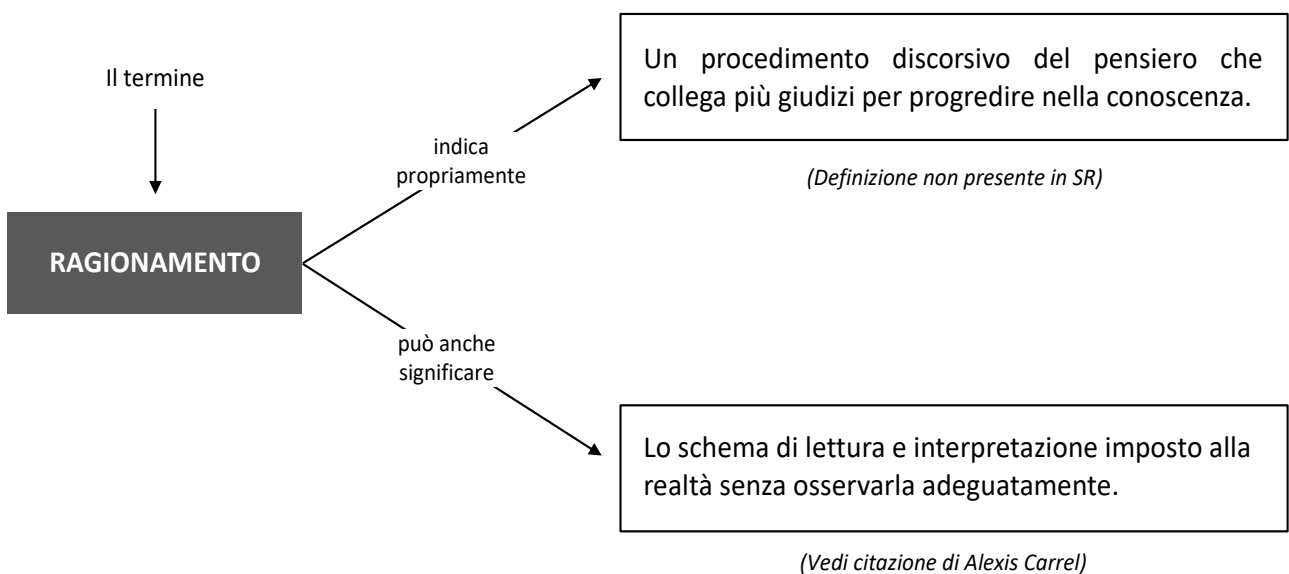 Il termine
RAGIONAMENTO
indica
propriamente
Un procedimento discorsivo del pensiero che
collega più giudizi per progredire nella conoscenza.
(Definizione non presente in SR)
può anche
significare
Lo schema di lettura e interpretazione imposto alla
realtà senza osservarla adeguatamente.
(Vedi citazione di Alexis Carrel)